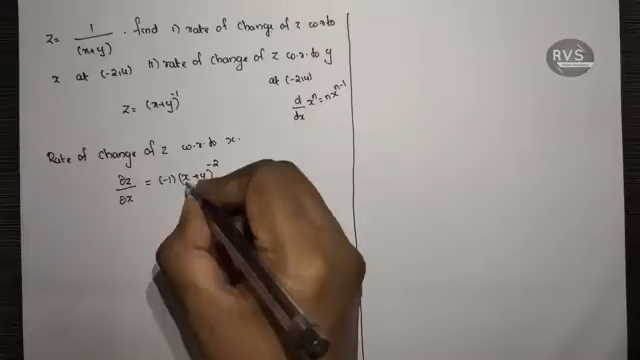 z = 1/(x+y) . find i) rate of change of z w.r.to
x at (-2,4) ii) rate of change of z w.r.to y
at (-2,4)
z = (x+y)^-1
d/dx x^n = nx^n-1
Rate of change of z w.r.to x.
∂z/∂x = (-1)(x+y)^-2
RVS